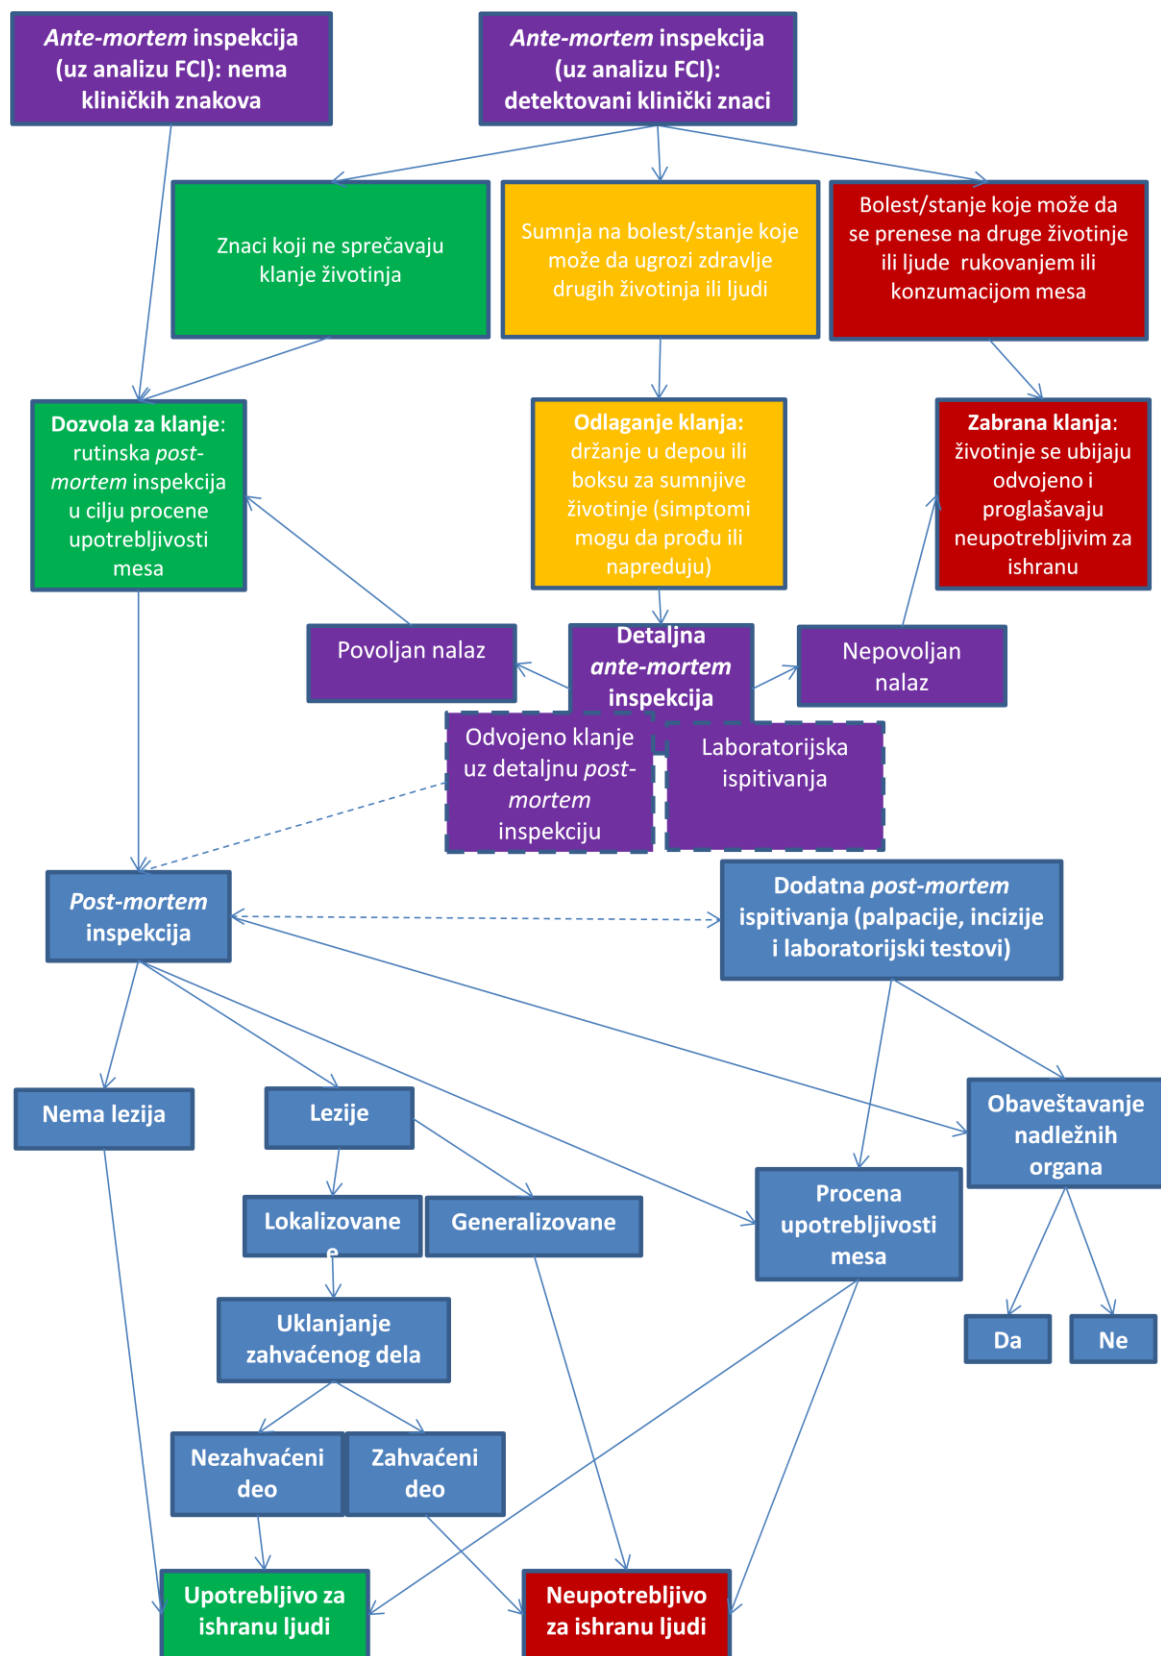 Ante-mortem inspekcija
(uz analizu FCI): nema
kliničkih znakova
Ante-mortem inspekcija
(uz analizu FCI):
detektovani klinički znaci
Znaci koji ne sprečavaju
klanje životinja
Sumnja na bolest/stanje koje
može da ugrozi zdravlje
drugih životinja ili ljudi
Bolest/stanje koje može da
se prenese na druge životinje
ili ljude rukovanjem ili
konzumacijom mesa
Dozvola za klanje:
rutinska post-
mortem inspekcija
u cilju procene
upotrebljivosti
mesa
Odlaganje klanja:
držanje u depou ili
boksu za sumnjive
životinje (simptomi
mogu da prođu ili
napreduju)
Zabrana klanja:
životinje se ubijaju
odvojeno i
proglašavaju
neupotrebljivim za
ishranu
Povoljan nalaz
Detaljna
ante-mortem
inspekcija
Nepovoljan
nalaz
Odvojeno klanje
uz detaljnu post-
mortem
inspekciju
Laboratorijska
ispitivanja
Post-mortem
inspekcija
Dodatna post-mortem
ispitivanja (palpacije, incizije
i laboratorijski testovi)
Nema lezija
Lezije
Obaveštavanje
nadležnih
organa
Lokalizovane
e
Generalizovane
Procena
upotrebljivosti
mesa
Uklanjanje
zahvaćenog dela
Da
Ne
Nezahvaćeni
deo
Zahvaćeni
deo
Upotrebljivo za
ishranu ljudi
Neupotrebljivo
za ishranu ljudi